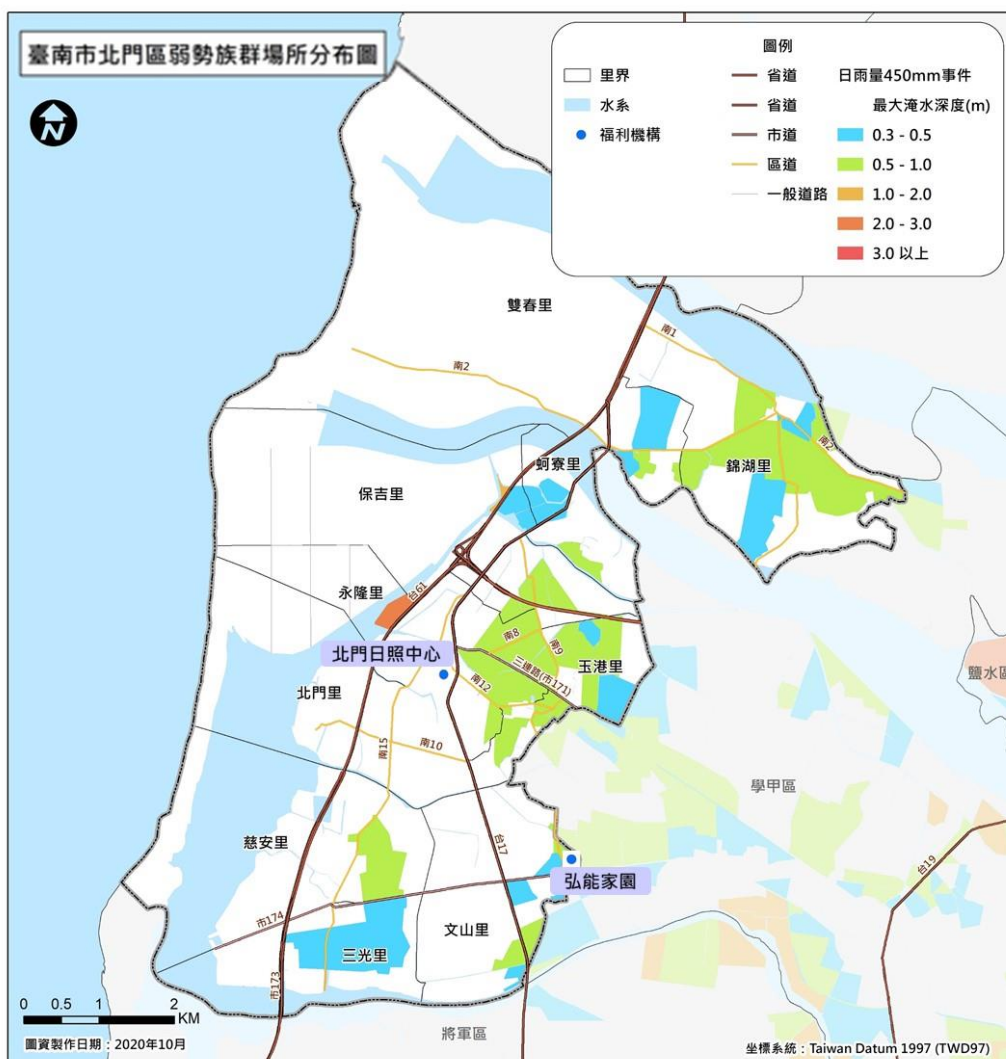 臺南市北門區弱勢族群場所分布圖
N
圖例
里界
水系
福利機構
省道
省道
市道
區道
一般道路
日雨量450mm事件
最大淹水深度(m)
0.3 - 0.5
0.5 - 1.0
1.0 - 2.0
2.0 - 3.0
3.0 以上
雙春里
南1
南2
南2
錦湖里
蚵寮里
保吉里
永隆里
台61
北門日照中心
南8
南9
三連路(市171)
玉港里
南12
北門里
南15
南10
鹽水區
學甲區
慈安里
台17
台19
弘能家園
市174
文山里
三光里
市173
0 0.5 1 2
KM
將軍區
圖資製作日期：2020年10月
坐標系統：Taiwan Datum 1997 (TWD97)